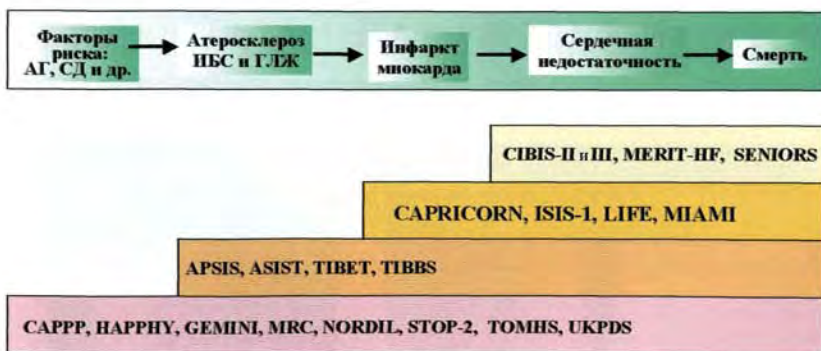 Факторы
риска:
АГ, СД и др.
Атеросклероз
ИБС и ГЛЖ
Инфаркт
миокарда
Сердечная
недостаточность
Смерть
CIBIS-II и III, MERIT-HF, SENIORS
CAPRICORN, ISIS-1, LIFE, MIAMI
APSIS, ASIST, TIBET, TIBBS
CAPPP, HAPPHY, GEMINI, MRC, NORDIL, STOP-2, TOMHS, UKPDS